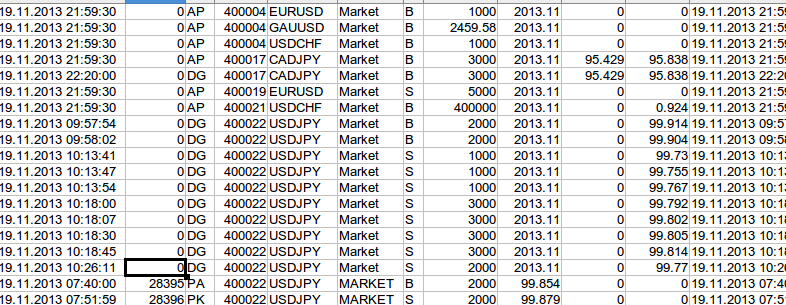 19.11.2013 21:59:30 0 AP 400004 EURUSD Market B 1000 2013.11 0 0 19.11.2013 21:59
19.11.2013 21:59:30 0 AP 400004 GAUUSD Market B 2459.58 2013.11 0 0 19.11.2013 21:59
19.11.2013 21:59:30 0 AP 400004 USDCHF Market B 1000 2013.11 0 0 19.11.2013 21:59
19.11.2013 21:59:30 0 AP 400017 CADJPY Market B 3000 2013.11 95.429 95.838 19.11.2013 21:59
19.11.2013 22:20:00 0 DG 400017 CADJPY Market B 3000 2013.11 95.429 95.838 19.11.2013 22:20
19.11.2013 21:59:30 0 AP 400019 EURUSD Market S 5000 2013.11 0 0 19.11.2013 21:59
19.11.2013 21:59:30 0 AP 400021 USDCHF Market B 400000 2013.11 0 0.924 19.11.2013 21:59
19.11.2013 09:57:54 0 DG 400022 USDJPY Market B 2000 2013.11 0 99.914 19.11.2013 09:57
19.11.2013 09:58:02 0 DG 400022 USDJPY Market B 2000 2013.11 0 99.904 19.11.2013 09:58
19.11.2013 10:13:41 0 DG 400022 USDJPY Market S 1000 2013.11 0 99.73 19.11.2013 10:13
19.11.2013 10:13:47 0 DG 400022 USDJPY Market S 1000 2013.11 0 99.755 19.11.2013 10:13
19.11.2013 10:13:54 0 DG 400022 USDJPY Market S 1000 2013.11 0 99.767 19.11.2013 10:13
19.11.2013 10:18:00 0 DG 400022 USDJPY Market S 3000 2013.11 0 99.792 19.11.2013 10:18
19.11.2013 10:18:07 0 DG 400022 USDJPY Market S 3000 2013.11 0 99.802 19.11.2013 10:18
19.11.2013 10:18:30 0 DG 400022 USDJPY Market S 3000 2013.11 0 99.805 19.11.2013 10:18
19.11.2013 10:18:45 0 DG 400022 USDJPY Market S 3000 2013.11 0 99.814 19.11.2013 10:18
19.11.2013 10:26:11 0 DG 400022 USDJPY Market S 2000 2013.11 0 99.77 19.11.2013 10:26
19.11.2013 07:40:00 28395 PA 400022 USDJPY MARKET B 2000 99.854 0 0 19.11.2013 07:40
19.11.2013 07:51:59 28396 PK 400022 USDJPY MARKET S 2000 99.879 0 0 19.11.2013 07:5